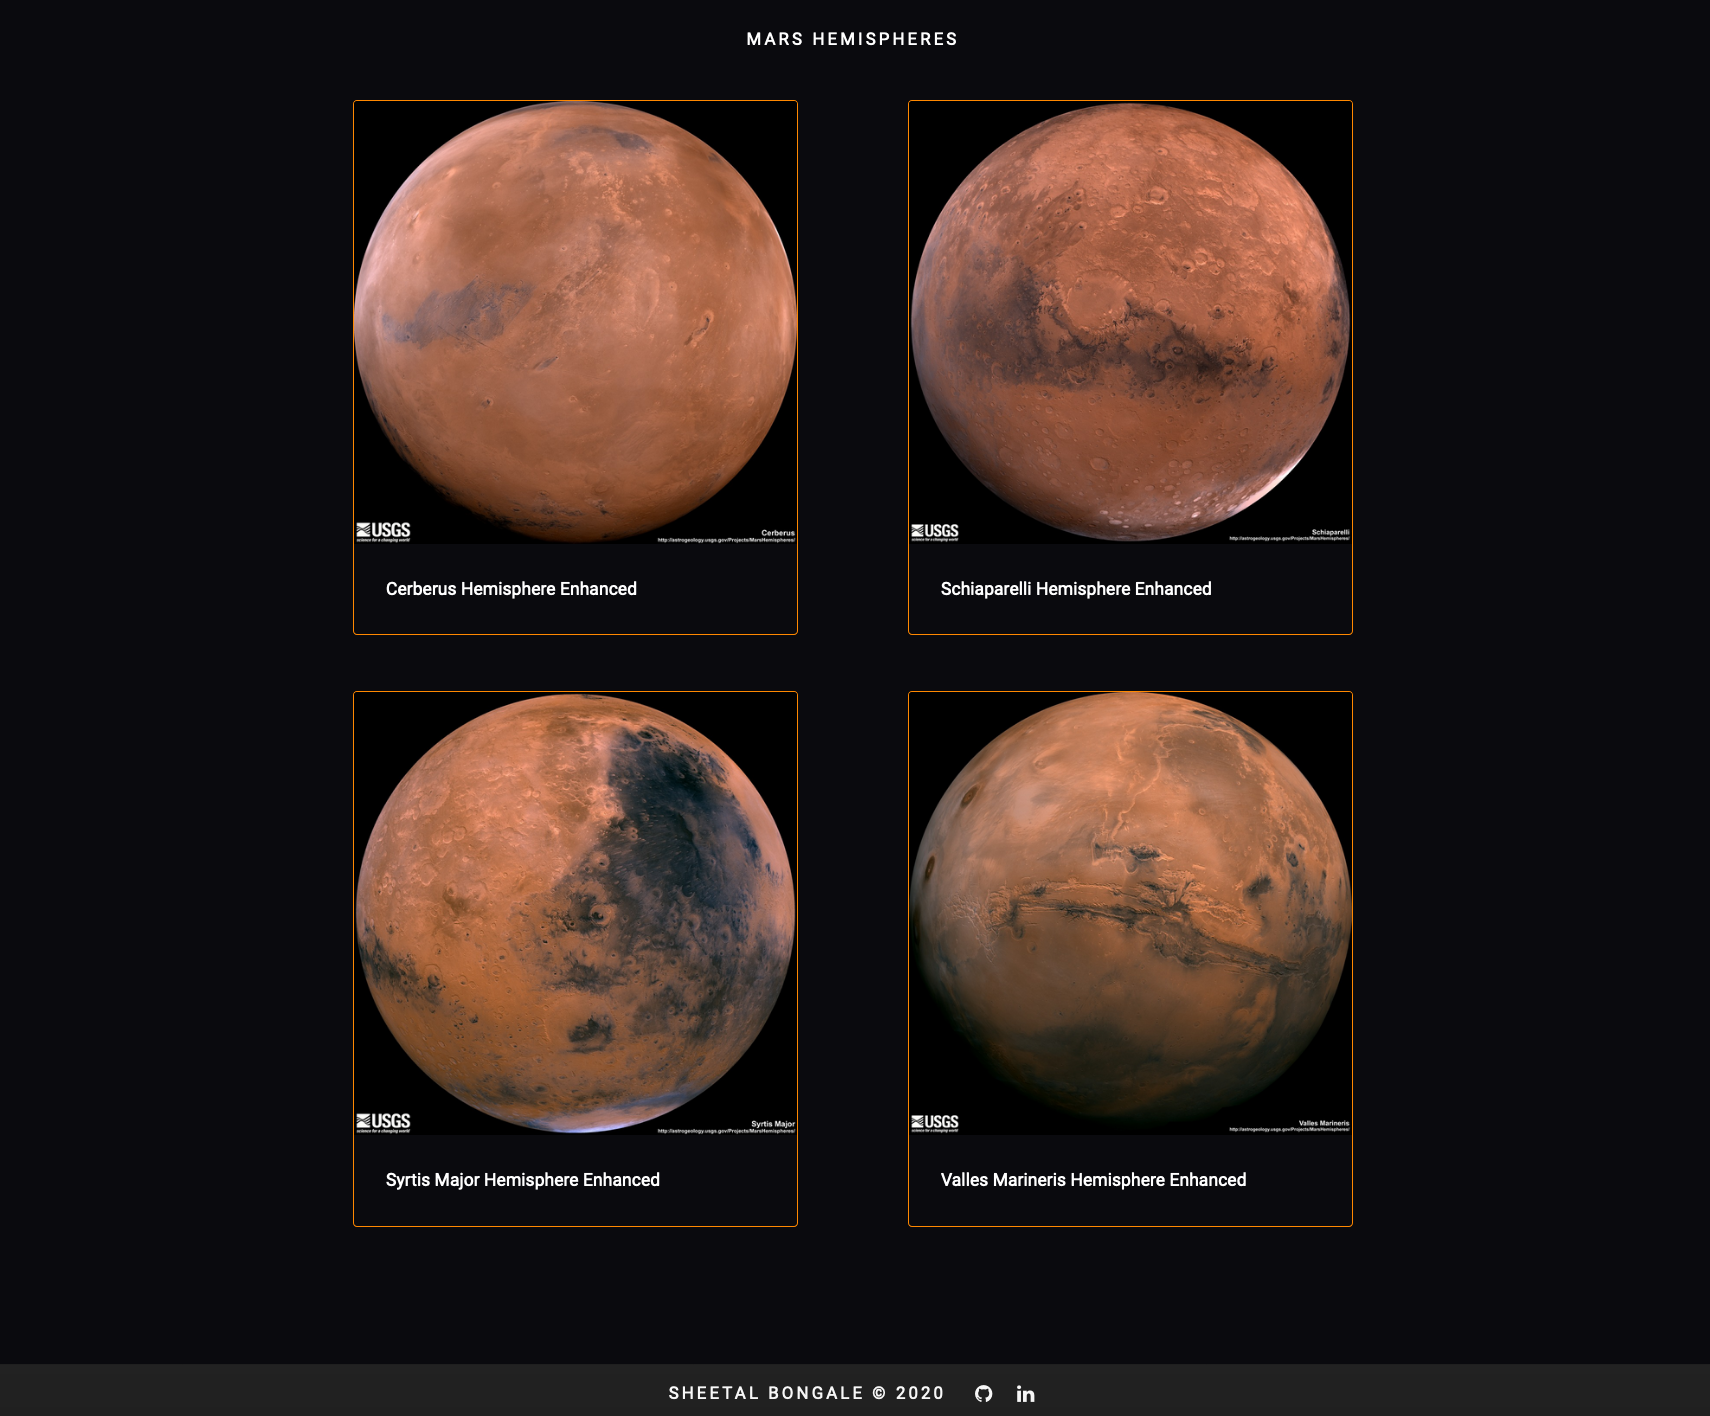 MARS HEMISPHERES
USGS
science for a changing world
Cerberus
http://astrogeology.usgs.gov/Projects/MarsHemispheres/
Cerberus Hemisphere Enhanced
USGS
science for a changing world
Schiaparelli
http://astrogeology.usgs.gov/Projects/MarsHemispheres/
Schiaparelli Hemisphere Enhanced
USGS
science for a changing world
Syrtis Major
http://astrogeology.usgs.gov/Projects/MarsHemispheres/
Syrtis Major Hemisphere Enhanced
USGS
science for a changing world
Valles Marineris
http://astrogeology.usgs.gov/Projects/MarsHemispheres/
Valles Marineris Hemisphere Enhanced
SHEETAL BONGALE © 2020 in